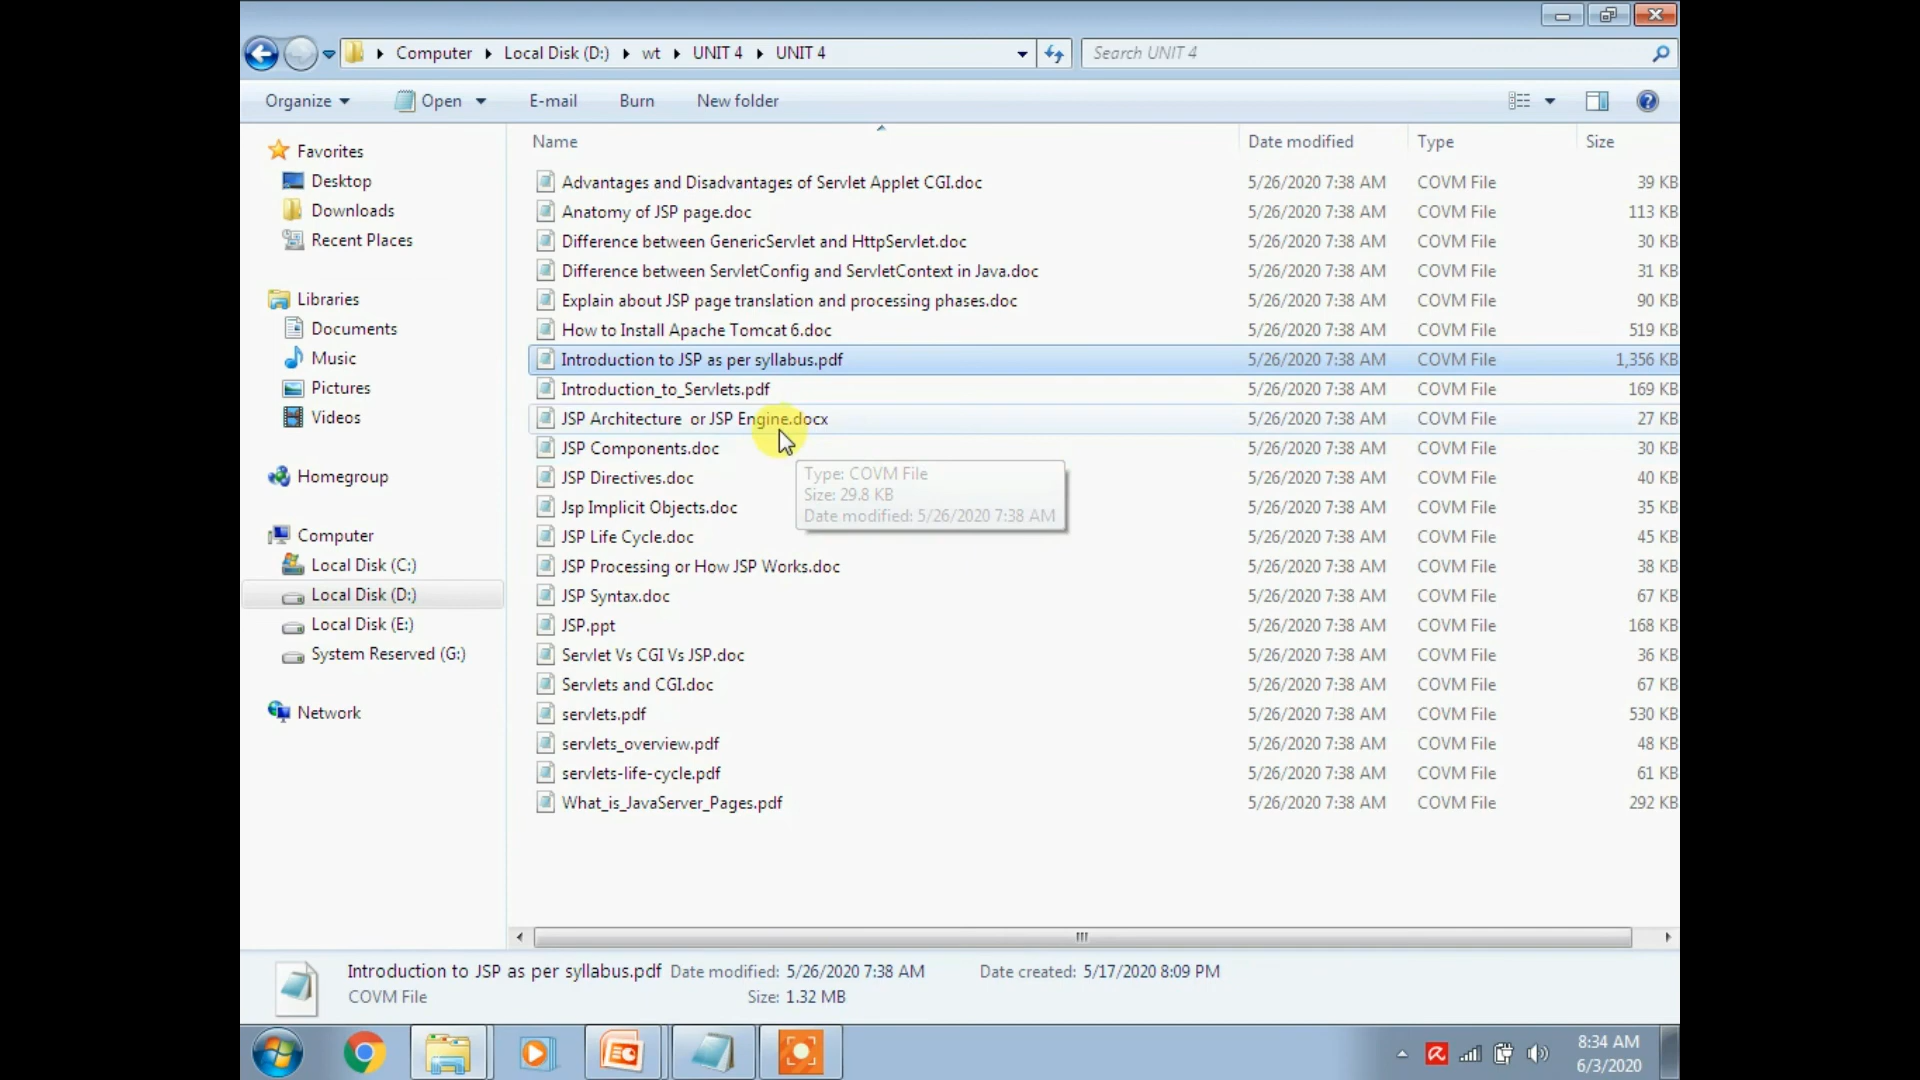 Computer Local Disk (D:) wt UNIT 4 UNIT 4 Search UNIT 4
Organize Open E-mail Burn New folder
Favorites
Desktop
Downloads
Recent Places
Libraries
Documents
Music
Pictures
Videos
Homegroup
Computer
Local Disk (C:)
Local Disk (D:)
Local Disk (E:)
System Reserved (G:)
Network
Name Date modified Type Size
Advantages and Disadvantages of Servlet Applet CGI.doc 5/26/2020 7:38 AM COVM File 39 KB
Anatomy of JSP page.doc 5/26/2020 7:38 AM COVM File 113 KB
Difference between GenericServlet and HttpServlet.doc 5/26/2020 7:38 AM COVM File 30 KB
Difference between ServletConfig and ServletContext in Java.doc 5/26/2020 7:38 AM COVM File 31 KB
Explain about JSP page translation and processing phases.doc 5/26/2020 7:38 AM COVM File 90 KB
How to Install Apache Tomcat 6.doc 5/26/2020 7:38 AM COVM File 519 KB
Introduction to JSP as per syllabus.pdf 5/26/2020 7:38 AM COVM File 1,356 KB
Introduction_to_Servlets.pdf 5/26/2020 7:38 AM COVM File 169 KB
JSP Architecture  or JSP Engine.docx 5/26/2020 7:38 AM COVM File 27 KB
JSP Components.doc 5/26/2020 7:38 AM COVM File 30 KB
JSP Directives.doc 5/26/2020 7:38 AM COVM File 40 KB
Jsp Implicit Objects.doc 5/26/2020 7:38 AM COVM File 35 KB
JSP Life Cycle.doc 5/26/2020 7:38 AM COVM File 45 KB
JSP Processing or How JSP Works.doc 5/26/2020 7:38 AM COVM File 38 KB
JSP Syntax.doc 5/26/2020 7:38 AM COVM File 67 KB
JSP.ppt 5/26/2020 7:38 AM COVM File 168 KB
Servlet Vs CGI Vs JSP.doc 5/26/2020 7:38 AM COVM File 36 KB
Servlets and CGI.doc 5/26/2020 7:38 AM COVM File 67 KB
servlets.pdf 5/26/2020 7:38 AM COVM File 530 KB
servlets_overview.pdf 5/26/2020 7:38 AM COVM File 48 KB
servlets-life-cycle.pdf 5/26/2020 7:38 AM COVM File 61 KB
What_is_JavaServer_Pages.pdf 5/26/2020 7:38 AM COVM File 292 KB
Type: COVM File
Size: 29.8 KB
Date modified: 5/26/2020 7:38 AM
Introduction to JSP as per syllabus.pdf Date modified: 5/26/2020 7:38 AM Date created: 5/17/2020 8:09 PM
COVM File Size: 1.32 MB
8:34 AM
6/3/2020